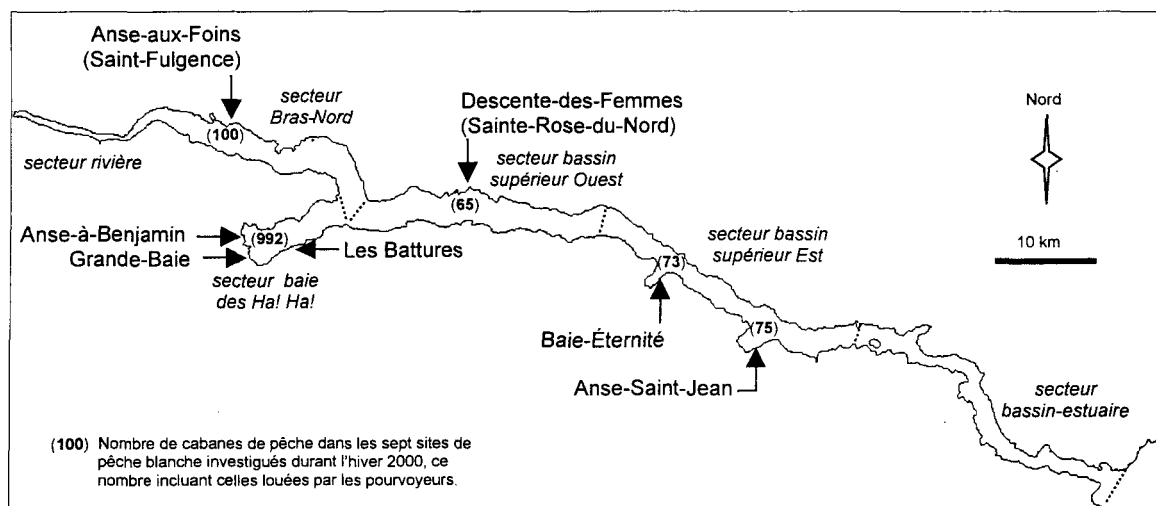 Anse-aux-Foins
(Saint-Fulgence)
secteur
Bras-Nord
Descente-des-Femmes
(Sainte-Rose-du-Nord)
Nord
(100)
secteur rivière
secteur bassin
supérieur Ouest
(65)
Anse-à-Benjamin
(992)
Grande-Baie
Les Battures
secteur baie
des Ha! Ha!
secteur bassin
supérieur Est
10 km
(73)
Baie-Éternité
(75)
Anse-Saint-Jean
secteur
bassin-estuaire
(100) Nombre de cabanes de pêche dans les sept sites de
pêche blanche investigués durant l'hiver 2000, ce
nombre incluant celles louées par les pourvoyeurs.